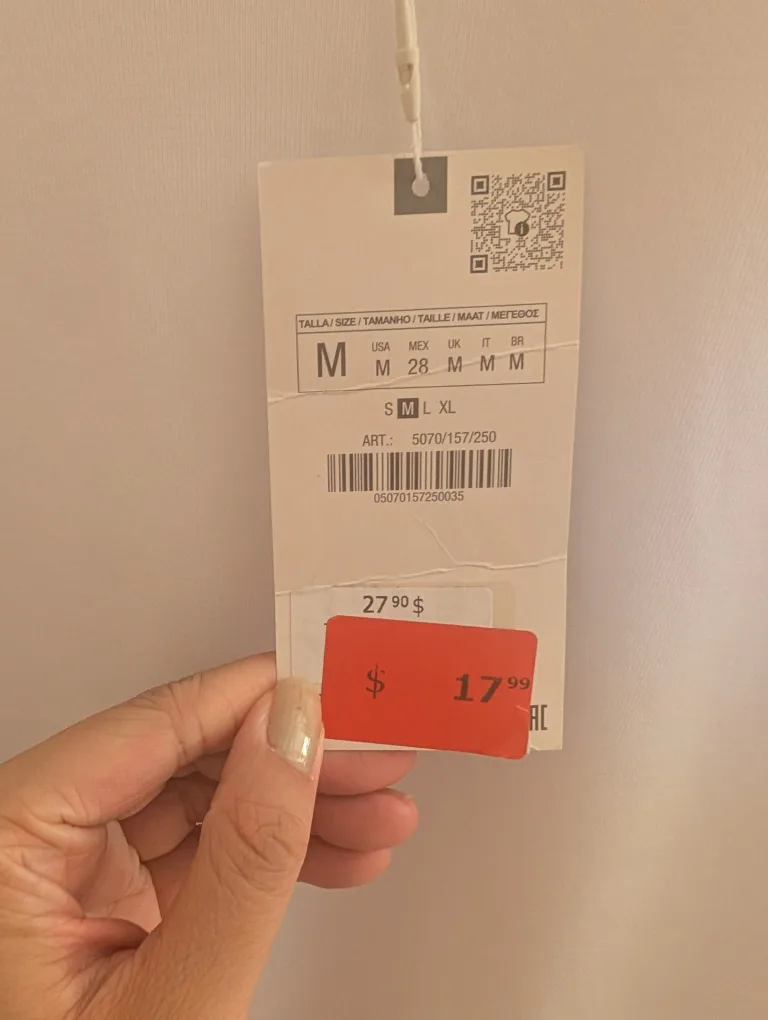 TALLA / SIZE / TAMANHO / TAILLE / MAAT / ΜΕΓΕΘΟΣ
M
USA MEX UK IT BR
M 28 M M M
S M L XL
ART.: 5070/157/250
05070157250035
27 90 $
$ 17 99